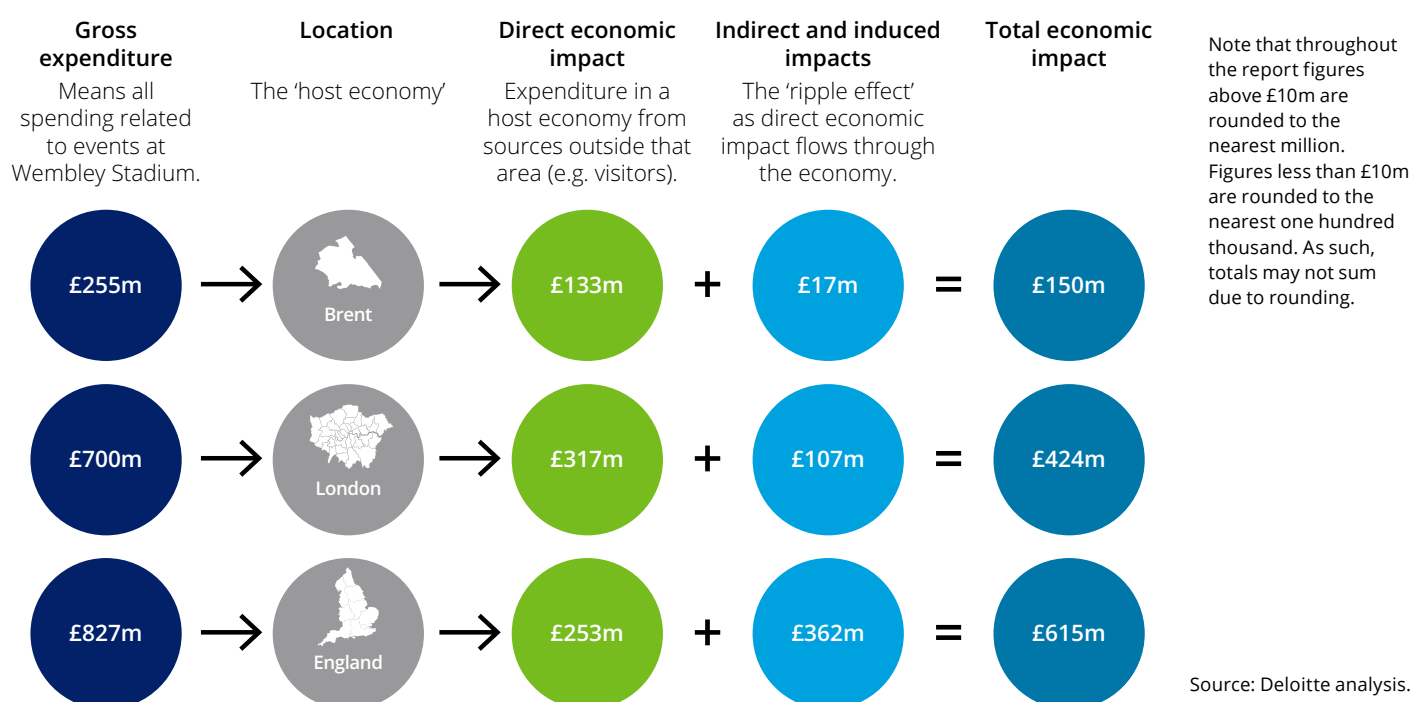 Gross
expenditure
Means all
spending related
to events at
Wembley Stadium.
Location
The ‘host economy’
Direct economic
impact
Expenditure in a
host economy from
sources outside that
area (e.g. visitors).
Indirect and induced
impacts
The ‘ripple effect’
as direct economic
impact flows through
the economy.
Total economic
impact
Note that throughout
the report figures
above £10m are
rounded to the
nearest million.
Figures less than £10m
are rounded to the
nearest one hundred
thousand. As such,
totals may not sum
due to rounding.
£255m
Brent
£133m
+
£17m
=
£150m
£700m
London
£317m
+
£107m
=
£424m
£827m
England
£253m
+
£362m
=
£615m
Source: Deloitte analysis.